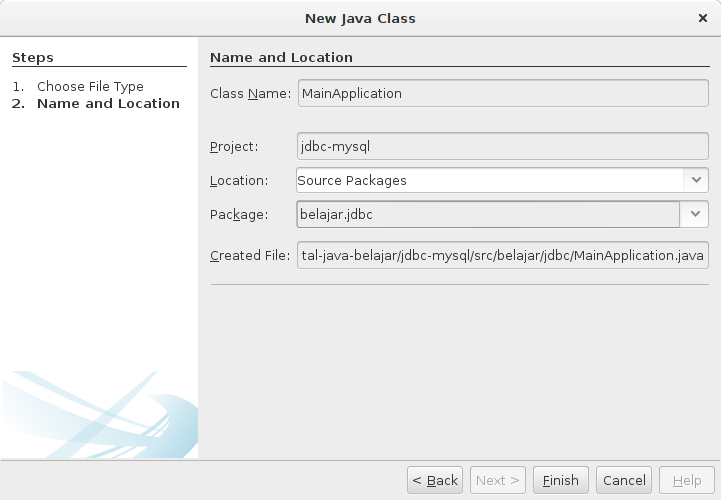 New Java Class
Steps
1. Choose File Type
2. Name and Location
Name and Location
Class Name: MainApplication
Project: jdbc-mysql
Location: Source Packages
Package: belajar.jdbc
Created File: tal-java-belajar/jdbc-mysql/src/belajar/jdbc/MainApplication.java
< Back Next > Finish Cancel Help